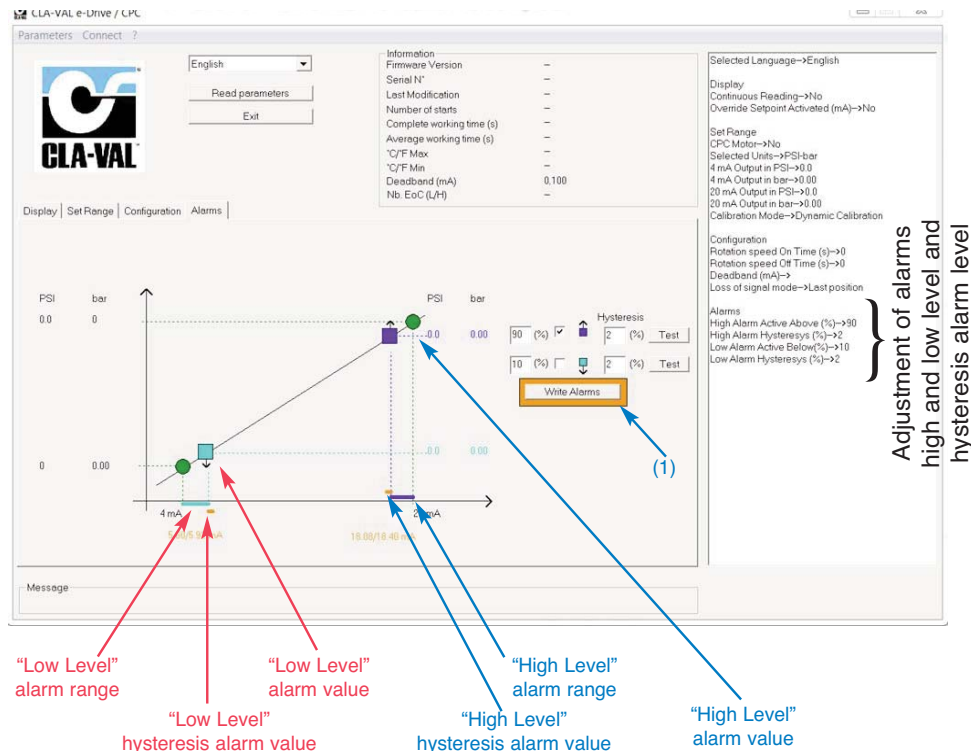 CLA-VAL e-Drive / CPC
Parameters Connect ?
CLA-VAL
English
Read parameters
Exit
Information
Firmware Version –
Serial N° –
Last Modification –
Number of starts –
Complete working time (s) –
Average working time (s) –
°C/°F Max –
°C/°F Min –
Deadband (mA) 0.100
Nb. EoC (L/H) –
Display Set Range Configuration Alarms
PSI bar
0.0 0
0 0.00
PSI bar
0.0 0.00
0.0 0.00
4 mA
mA
18.08/18.40 mA
Hysteresis
90 (%) 2 (%) Test
10 (%) 2 (%) Test
Write Alarms
(1)
Message
Selected Language->English
Display
Continuous Reading->No
Override Setpoint Activated (mA)->No
Set Range
CPC Motor->No
Selected Units->PSI-bar
4 mA Output in PSI->0.0
4 mA Output in bar->0.00
20 mA Output in PSI->0.0
20 mA Output in bar->0.00
Calibration Mode->Dynamic Calibration
Configuration
Rotation speed On Time (s)->0
Rotation speed Off Time (s)->0
Deadband (mA)->
Loss of signal mode->Last position
Alarms
High Alarm Active Above (%)->90
High Alarm Hysteresys (%)->2
Low Alarm Active Below(%)->10
Low Alarm Hysteresys (%)->2
Adjustment of alarms
high and low level and
hysteresis alarm level
“Low Level”
alarm range
“Low Level”
hysteresis alarm value
“Low Level”
alarm value
“High Level”
hysteresis alarm value
“High Level”
alarm range
“High Level”
alarm value